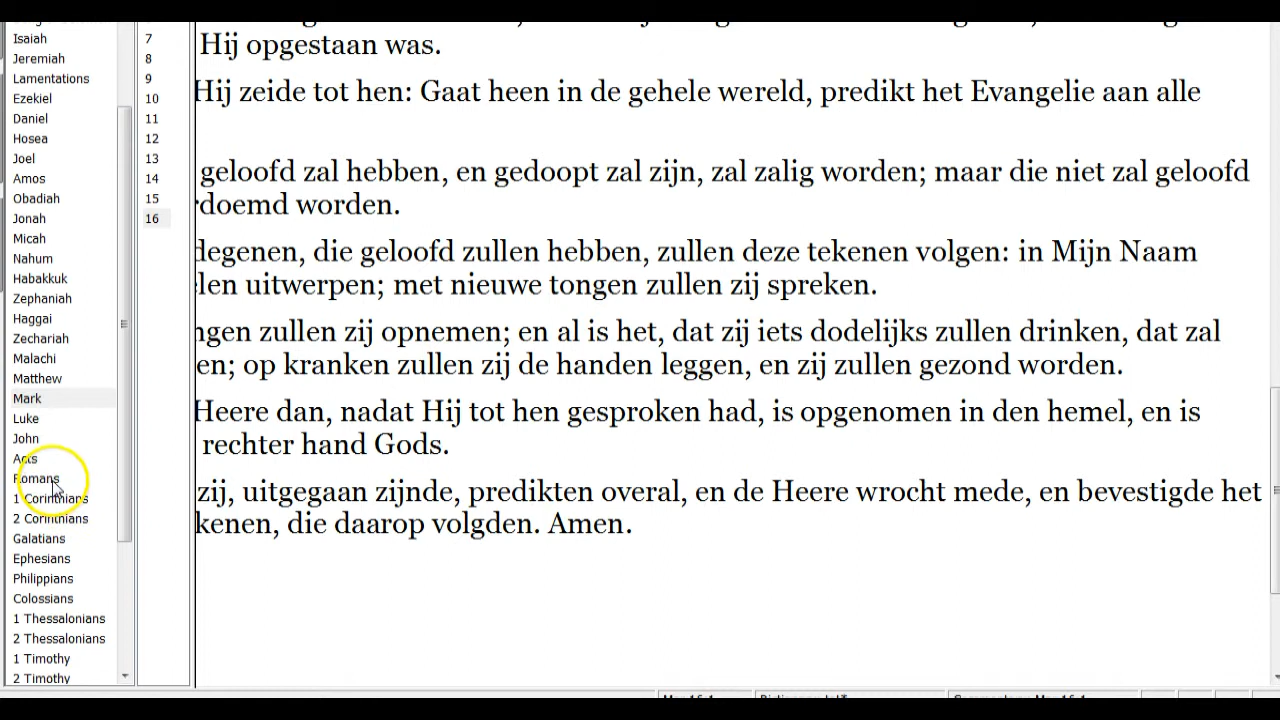 Isaiah
Jeremiah
Lamentations
Ezekiel
Daniel
Hosea
Joel
Amos
Obadiah
Jonah
Micah
Nahum
Habakkuk
Zephaniah
Haggai
Zechariah
Malachi
Matthew
Mark
Luke
John
Acts
Romans
1 Corinthians
2 Corinthians
Galatians
Ephesians
Philippians
Colossians
1 Thessalonians
2 Thessalonians
1 Timothy
2 Timothy
7
8
9
10
11
12
13
14
15
16
Hij opgestaan was.
Hij zeide tot hen: Gaat heen in de gehele wereld, predikt het Evangelie aan alle
geloofd zal hebben, en gedoopt zal zijn, zal zalig worden; maar die niet zal geloofd
rdoemd worden.
degenen, die geloofd zullen hebben, zullen deze tekenen volgen: in Mijn Naam
len uitwerpen; met nieuwe tongen zullen zij spreken.
ngen zullen zij opnemen; en al is het, dat zij iets dodelijks zullen drinken, dat zal
en; op kranken zullen zij de handen leggen, en zij zullen gezond worden.
Heere dan, nadat Hij tot hen gesproken had, is opgenomen in den hemel, en is
rechter hand Gods.
zij, uitgegaan zijnde, predikten overal, en de Heere wrocht mede, en bevestigde het
kenen, die daarop volgden. Amen.